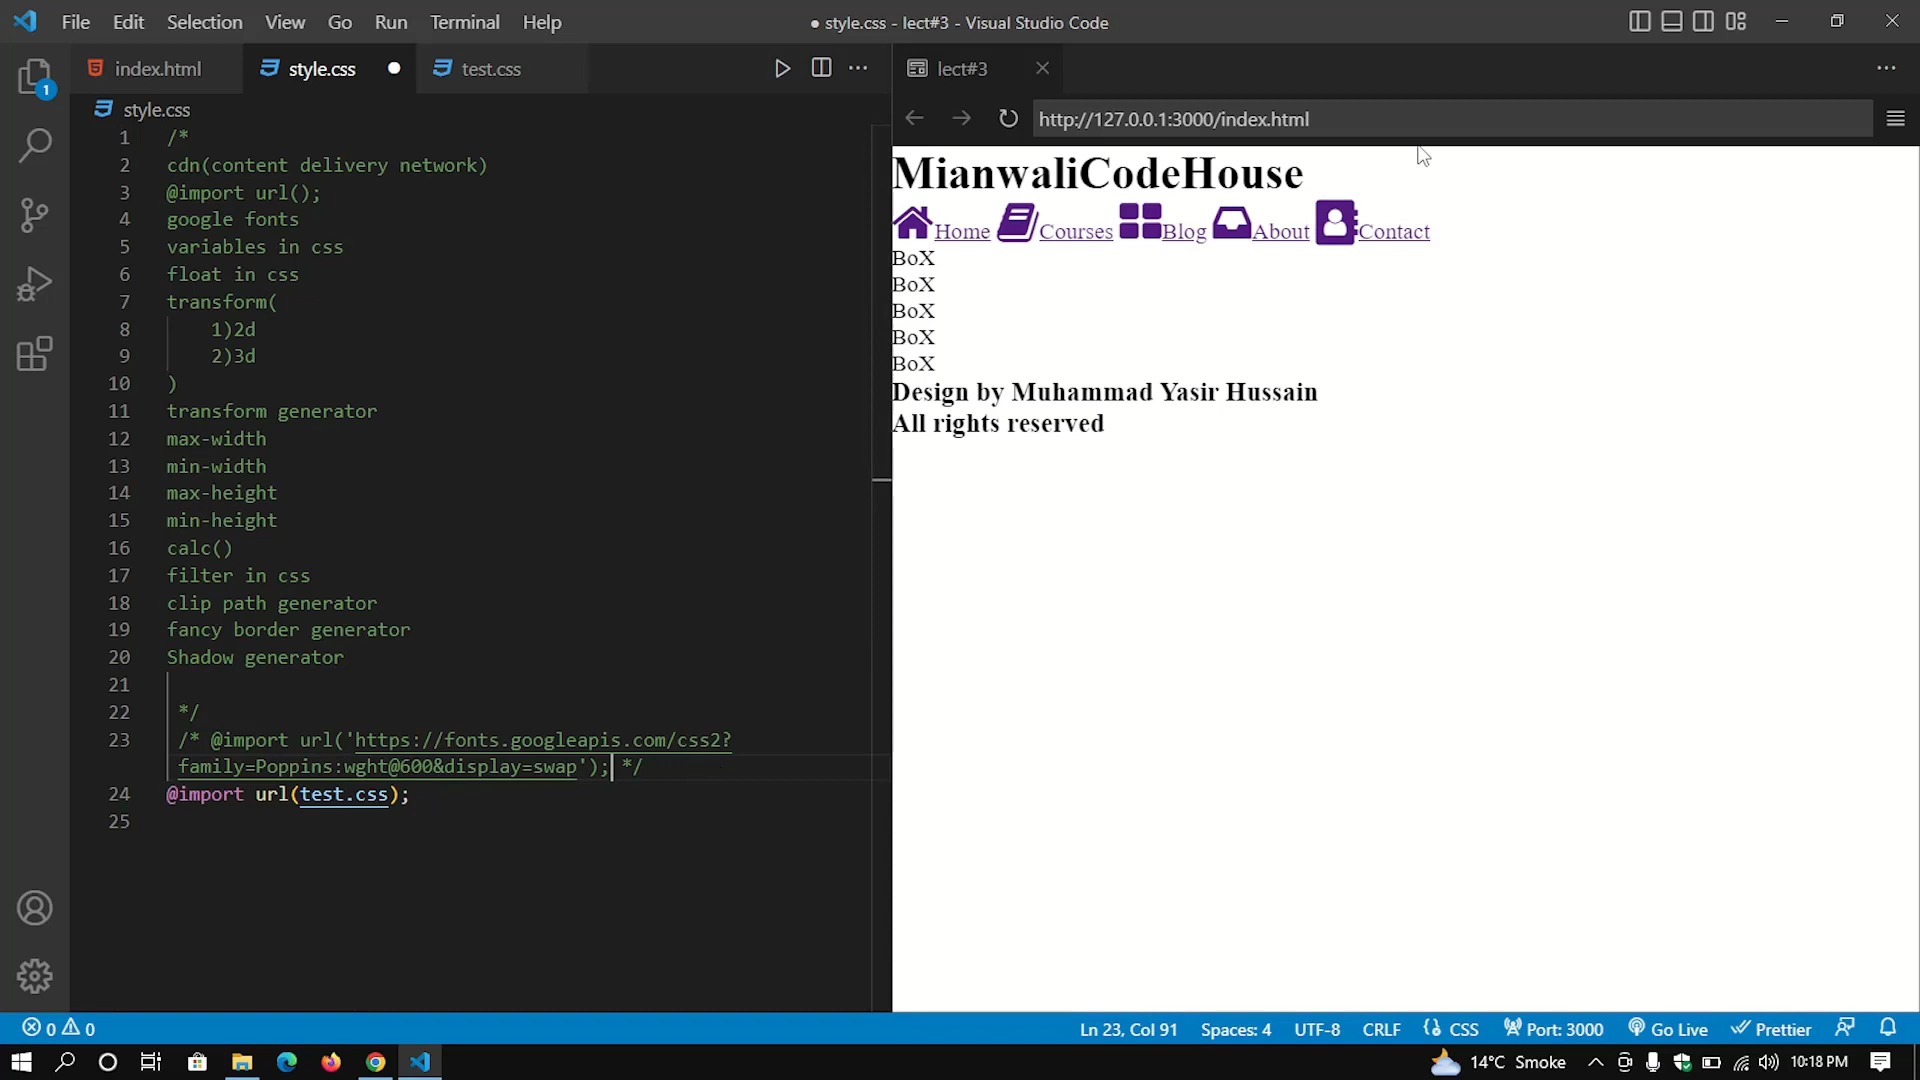 File Edit Selection View Go Run Terminal Help
● style.css - lect#3 - Visual Studio Code
index.html
style.css
test.css
lect#3
1
style.css
http://127.0.0.1:3000/index.html
1 /*
2 cdn(content delivery network)
3 @import url();
4 google fonts
5 variables in css
6 float in css
7 transform(
8 1)2d
9 2)3d
10 )
11 transform generator
12 max-width
13 min-width
14 max-height
15 min-height
16 calc()
17 filter in css
18 clip path generator
19 fancy border generator
20 Shadow generator
21
22 */
23 /* @import url('https://fonts.googleapis.com/css2?
family=Poppins:wght@600&display=swap'); */
24 @import url(test.css);
25
MianwaliCodeHouse
Home Courses Blog About Contact
BoX
BoX
BoX
BoX
BoX
Design by Muhammad Yasir Hussain
All rights reserved
0 0
Ln 23, Col 91 Spaces: 4 UTF-8 CRLF CSS Port: 3000 Go Live Prettier
14°C Smoke 10:18 PM